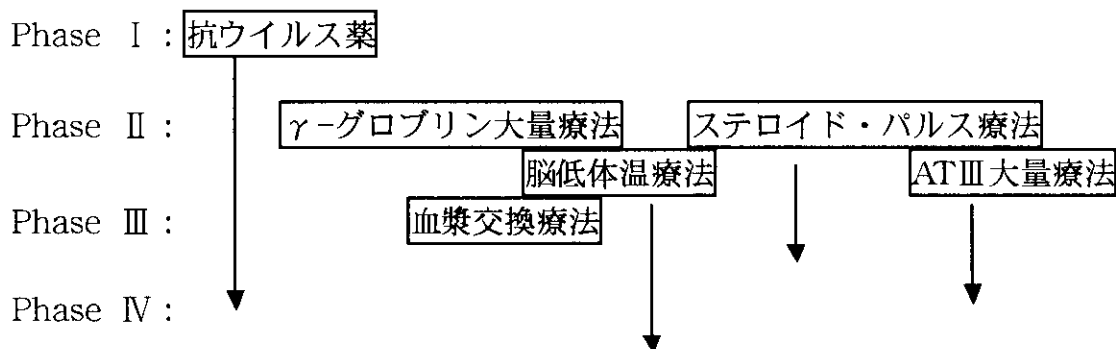 Phase Ⅰ : 抗ウイルス薬
Phase Ⅱ : γ-グロブリン大量療法 ステロイド・パルス療法
脳低体温療法 ATⅢ大量療法
Phase Ⅲ : 血漿交換療法
Phase Ⅳ :